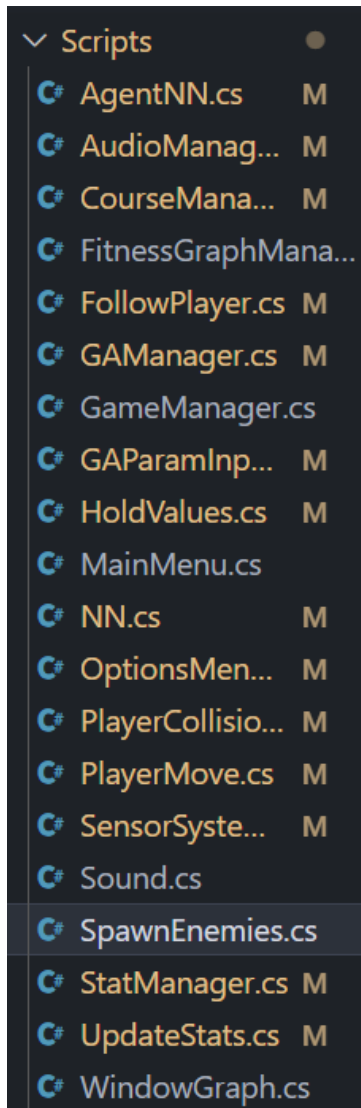 Scripts
C# AgentNN.cs M
C# AudioManag... M
C# CourseMana... M
C# FitnessGraphMana...
C# FollowPlayer.cs M
C# GAManager.cs M
C# GameManager.cs
C# GAParamInp... M
C# HoldValues.cs M
C# MainMenu.cs
C# NN.cs M
C# OptionsMen... M
C# PlayerCollisio... M
C# PlayerMove.cs M
C# SensorSyste... M
C# Sound.cs
C# SpawnEnemies.cs
C# StatManager.cs M
C# UpdateStats.cs M
C# WindowGraph.cs